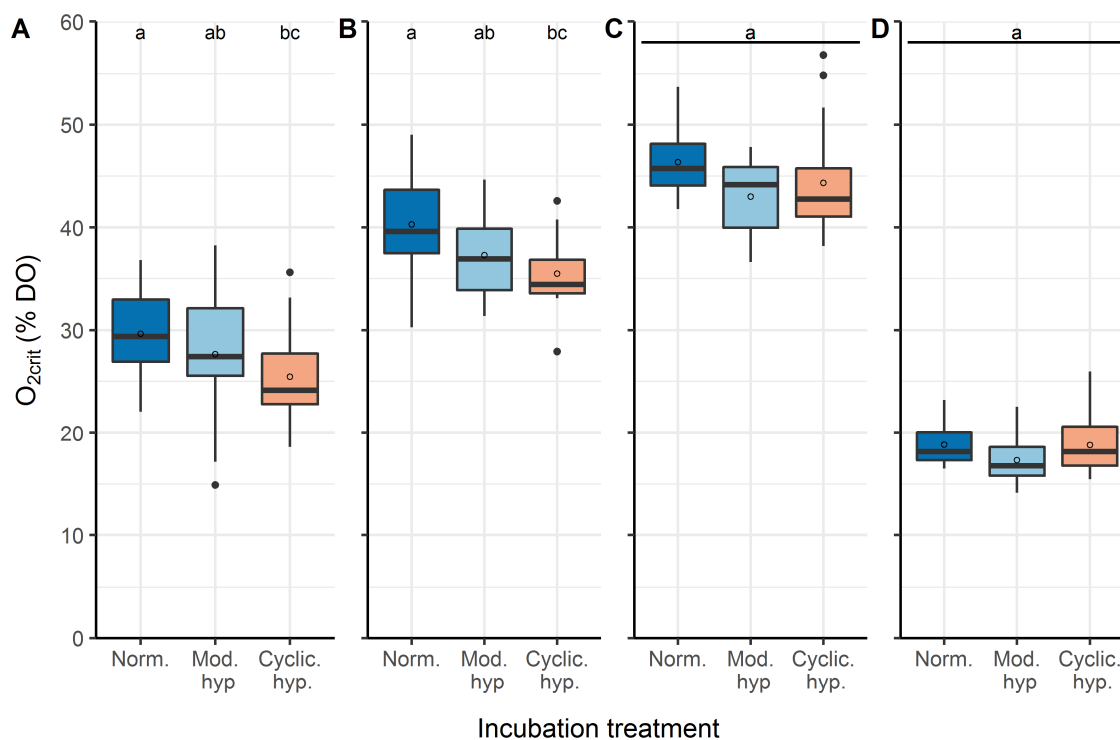 A B C D
a ab bc a ab bc a a
60
50
40
30
20
10
0
O2crit (% DO)
Norm. Mod. Cyclic. Norm. Mod. Cyclic. Norm. Mod. Cyclic. Norm. Mod. Cyclic.
hyp hyp. hyp hyp. hyp hyp. hyp hyp.
Incubation treatment